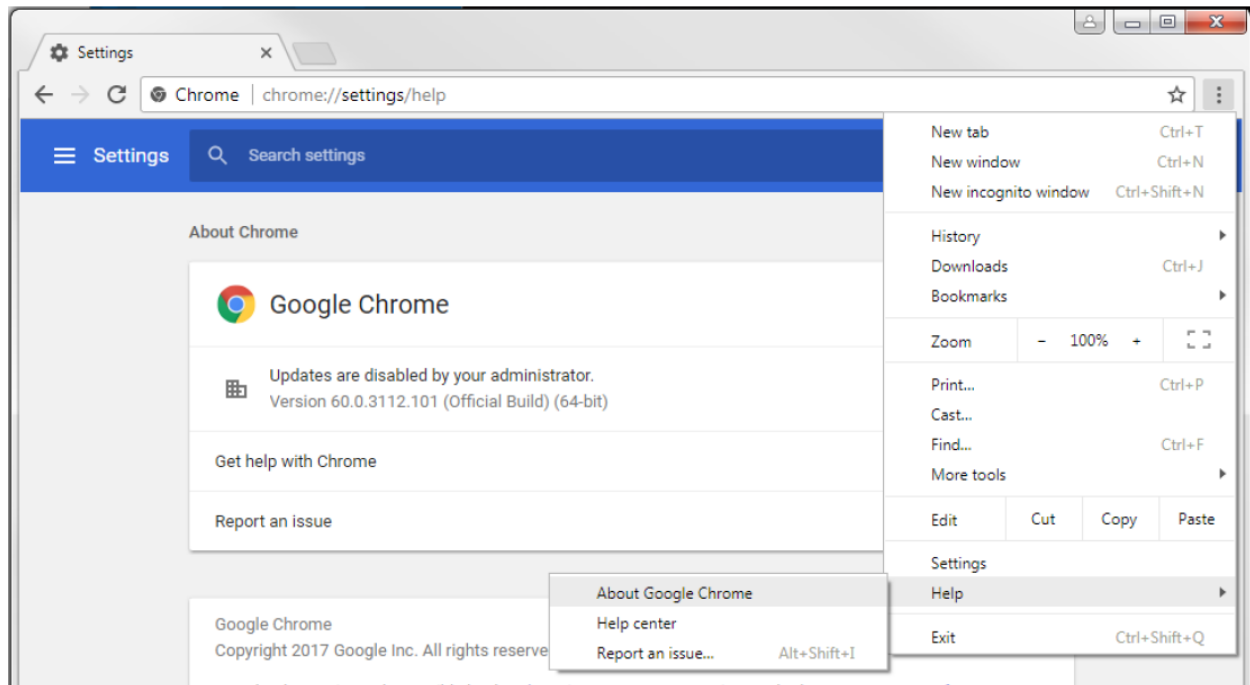 Settings
Chrome | chrome://settings/help
Settings
Search settings
About Chrome
Google Chrome
Updates are disabled by your administrator.
Version 60.0.3112.101 (Official Build) (64-bit)
Get help with Chrome
Report an issue
Google Chrome
Copyright 2017 Google Inc. All rights reserve
New tab Ctrl+T
New window Ctrl+N
New incognito window Ctrl+Shift+N
History
Downloads Ctrl+J
Bookmarks
Zoom - 100% +
Print... Ctrl+P
Cast...
Find... Ctrl+F
More tools
Edit Cut Copy Paste
Settings
Help
Exit Ctrl+Shift+Q
About Google Chrome
Help center
Report an issue... Alt+Shift+I